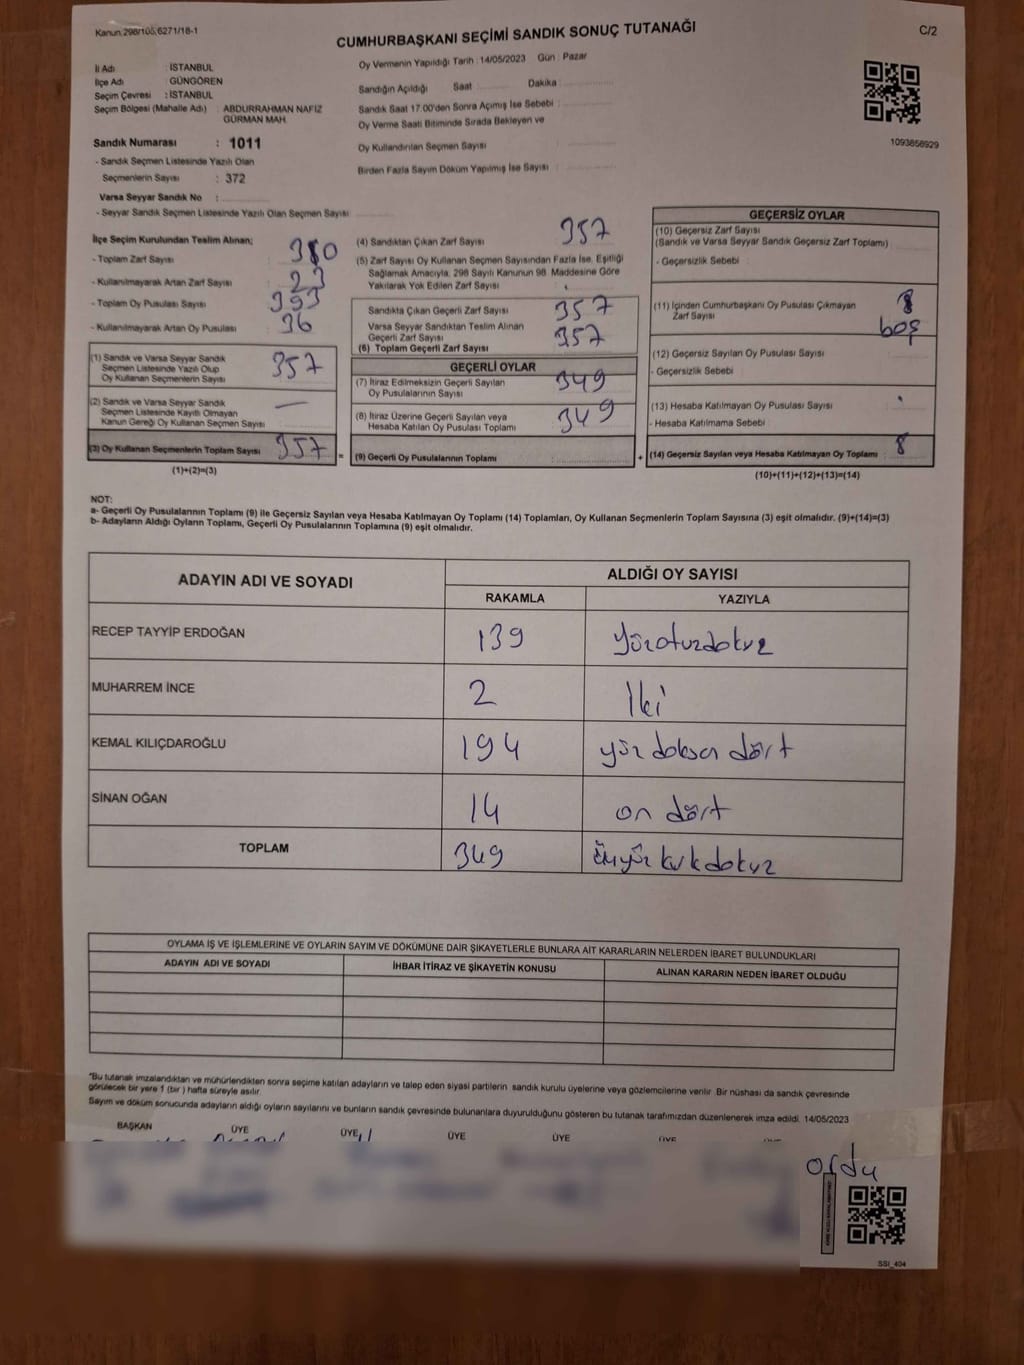 Kanun:298/105,6271/18-1
CUMHURBAŞKANI SEÇİMİ SANDIK SONUÇ TUTANAĞI
C/2
İl Adı : İSTANBUL
İlçe Adı : GÜNGÖREN
Seçim Çevresi : İSTANBUL
Seçim Bölgesi (Mahalle Adı) : ABDURRAHMAN NAFİZ
GÜRMAN MAH.
Sandık Numarası : 1011
- Sandık Seçmen Listesinde Yazılı Olan
Seçmenlerin Sayısı : 372
Varsa Seyyar Sandık No :
- Seyyar Sandık Seçmen Listesinde Yazılı Olan Seçmen Sayısı
Oy Vermenin Yapıldığı Tarih : 14/05/2023 Gün : Pazar
Sandığın Açıldığı Saat Dakika
Sandık Saat 17.00'den Sonra Açımış İse Sebebi
Oy Verme Saati Bitiminde Sırada Bekleyen ve
Oy Kullandırılan Seçmen Sayısı
Birden Fazla Sayım Döküm Yapılmış İse Sayısı
1093856929
İlçe Seçim Kurulundan Teslim Alınan;
- Toplam Zarf Sayısı 380
- Kullanılmayarak Artan Zarf Sayısı 23
- Toplam Oy Pusulası Sayısı 393
- Kullanılmayarak Artan Oy Pusulası 36
(1) Sandık ve Varsa Seyyar Sandık
Seçmen Listesinde Yazılı Olup
Oy Kullanan Seçmenlerin Sayısı 357
(2) Sandık ve Varsa Seyyar Sandık
Seçmen Listesinde Kayıtlı Olmayan
Kanun Gereği Oy Kullanan Seçmen Sayısı —
(3) Oy Kullanan Seçmenlerin Toplam Sayısı 357
(1)+(2)=(3)
(4) Sandıktan Çıkan Zarf Sayısı 357
(5) Zarf Sayısı Oy Kullanan Seçmen Sayısından Fazla İse, Eşitliği
Sağlamak Amacıyla, 298 Sayılı Kanunun 98. Maddesine Göre
Yakılarak Yok Edilen Zarf Sayısı
Sandıkta Çıkan Geçerli Zarf Sayısı 357
Varsa Seyyar Sandıktan Teslim Alınan
Geçerli Zarf Sayısı 357
(6) Toplam Geçerli Zarf Sayısı
GEÇERLİ OYLAR
(7) İtiraz Edilmeksizin Geçerli Sayılan
Oy Pusulalarının Sayısı 349
(8) İtiraz Üzerine Geçerli Sayılan veya
Hesaba Katılan Oy Pusulası Toplamı 349
(9) Geçerli Oy Pusulalarının Toplamı
=
+
GEÇERSİZ OYLAR
(10) Geçersiz Zarf Sayısı
(Sandık ve Varsa Seyyar Sandık Geçersiz Zarf Toplamı)
- Geçersizlik Sebebi
(11) İçinden Cumhurbaşkanı Oy Pusulası Çıkmayan 8
Zarf Sayısı boş
(12) Geçersiz Sayılan Oy Pusulası Sayısı
- Geçersizlik Sebebi
(13) Hesaba Katılmayan Oy Pusulası Sayısı
- Hesaba Katılmama Sebebi
(14) Geçersiz Sayılan veya Hesaba Katılmayan Oy Toplamı 8
(10)+(11)+(12)+(13)=(14)
NOT:
a- Geçerli Oy Pusulalarının Toplamı (9) ile Geçersiz Sayılan veya Hesaba Katılmayan Oy Toplamı (14) Toplamları, Oy Kullanan Seçmenlerin Toplam Sayısına (3) eşit olmalıdır. (9)+(14)=(3)
b- Adayların Aldığı Oyların Toplamı, Geçerli Oy Pusulalarının Toplamına (9) eşit olmalıdır.
ADAYIN ADI VE SOYADI ALDIĞI OY SAYISI
RAKAMLA YAZIYLA
RECEP TAYYİP ERDOĞAN 139 yüzotuzdokuz
MUHARREM İNCE 2 İki
KEMAL KILIÇDAROĞLU 194 yüz doksan dört
SİNAN OĞAN 14 on dört
TOPLAM 349 üçyüz kırkdokuz
OYLAMA İŞ VE İŞLEMLERİNE VE OYLARIN SAYIM VE DÖKÜMÜNE DAİR ŞİKAYETLERLE BUNLARA AİT KARARLARIN NELERDEN İBARET BULUNDUKLARI
ADAYIN ADI VE SOYADI İHBAR İTİRAZ VE ŞİKAYETİN KONUSU ALINAN KARARIN NEDEN İBARET OLDUĞU
"Bu tutanak imzalandıktan ve mühürlendikten sonra seçime katılan adayların ve talep eden siyasi partilerin sandık kurulu üyelerine veya gözlemcilerine verilir. Bir nüshası da sandık çevresinde
görülecek bir yere 1 (bir ) hafta süreyle asılır.
Sayım ve döküm sonucunda adayların aldığı oyların sayılarını ve bunların sandık çevresinde bulunanlara duyurulduğunu gösteren bu tutanak tarafımızdan düzenlenerek imza edildi. 14/05/2023
BAŞKAN ÜYE ÜYE ÜYE ÜYE ÜYE ÜYE
ordu
SSI_404